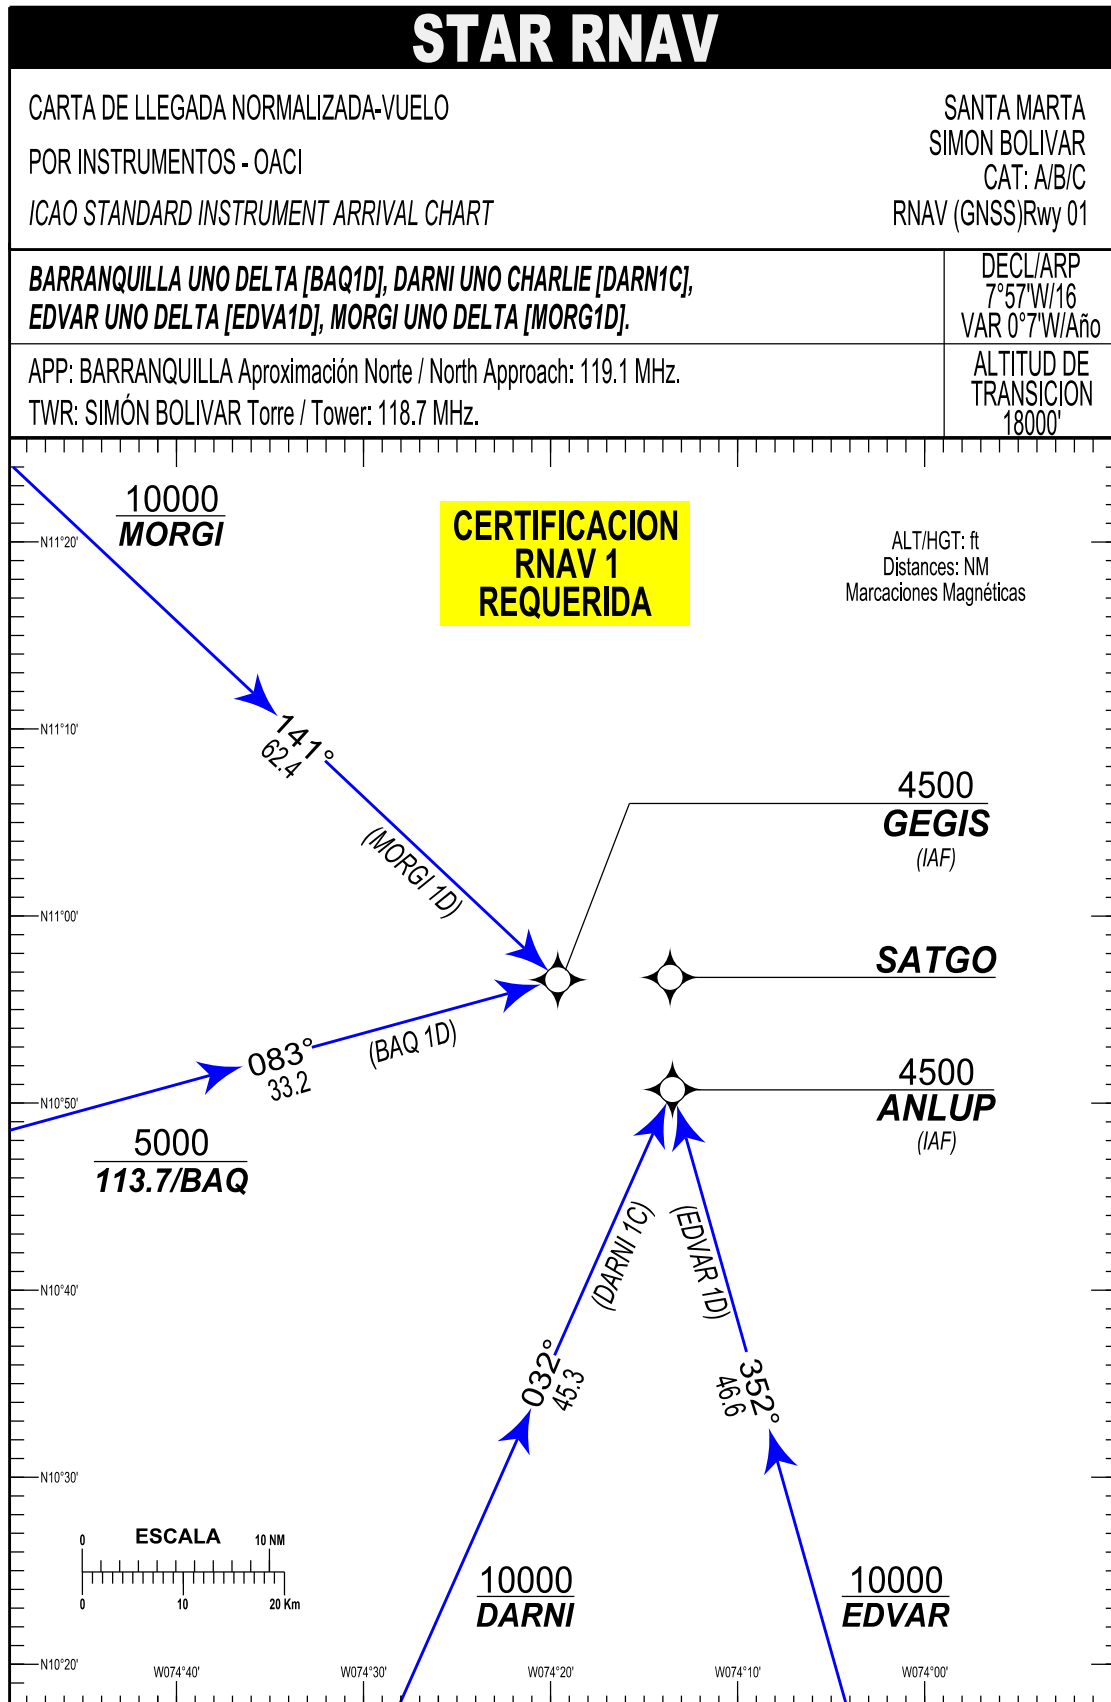 STAR RNAV
CARTA DE LLEGADA NORMALIZADA-VUELO
POR INSTRUMENTOS - OACI
ICAO STANDARD INSTRUMENT ARRIVAL CHART
SANTA MARTA
SIMON BOLIVAR
CAT: A/B/C
RNAV (GNSS)Rwy 01
BARRANQUILLA UNO DELTA [BAQ1D], DARNI UNO CHARLIE [DARN1C],
EDVAR UNO DELTA [EDVA1D], MORGI UNO DELTA [MORG1D].
DECL/ARP
7°57'W/16
VAR 0°7'W/Año
APP: BARRANQUILLA Aproximación Norte / North Approach: 119.1 MHz.
TWR: SIMÓN BOLIVAR Torre / Tower: 118.7 MHz.
ALTITUD DE
TRANSICION
18000'
10000
MORGI
CERTIFICACION
RNAV 1
REQUERIDA
ALT/HGT: ft
Distances: NM
Marcaciones Magnéticas
N11°20'
N11°10'
141°
62.4
(MORGI 1D)
4500
GEGIS
(IAF)
N11°00'
SATGO
083°
33.2
(BAQ 1D)
4500
ANLUP
(IAF)
N10°50'
5000
113.7/BAQ
(DARNI 1C)
(EDVAR 1D)
N10°40'
032°
45.3
352°
46.6
N10°30'
0 ESCALA 10 NM
0 10 20 Km
10000
DARNI
10000
EDVAR
N10°20'
W074°40' W074°30' W074°20' W074°10' W074°00'